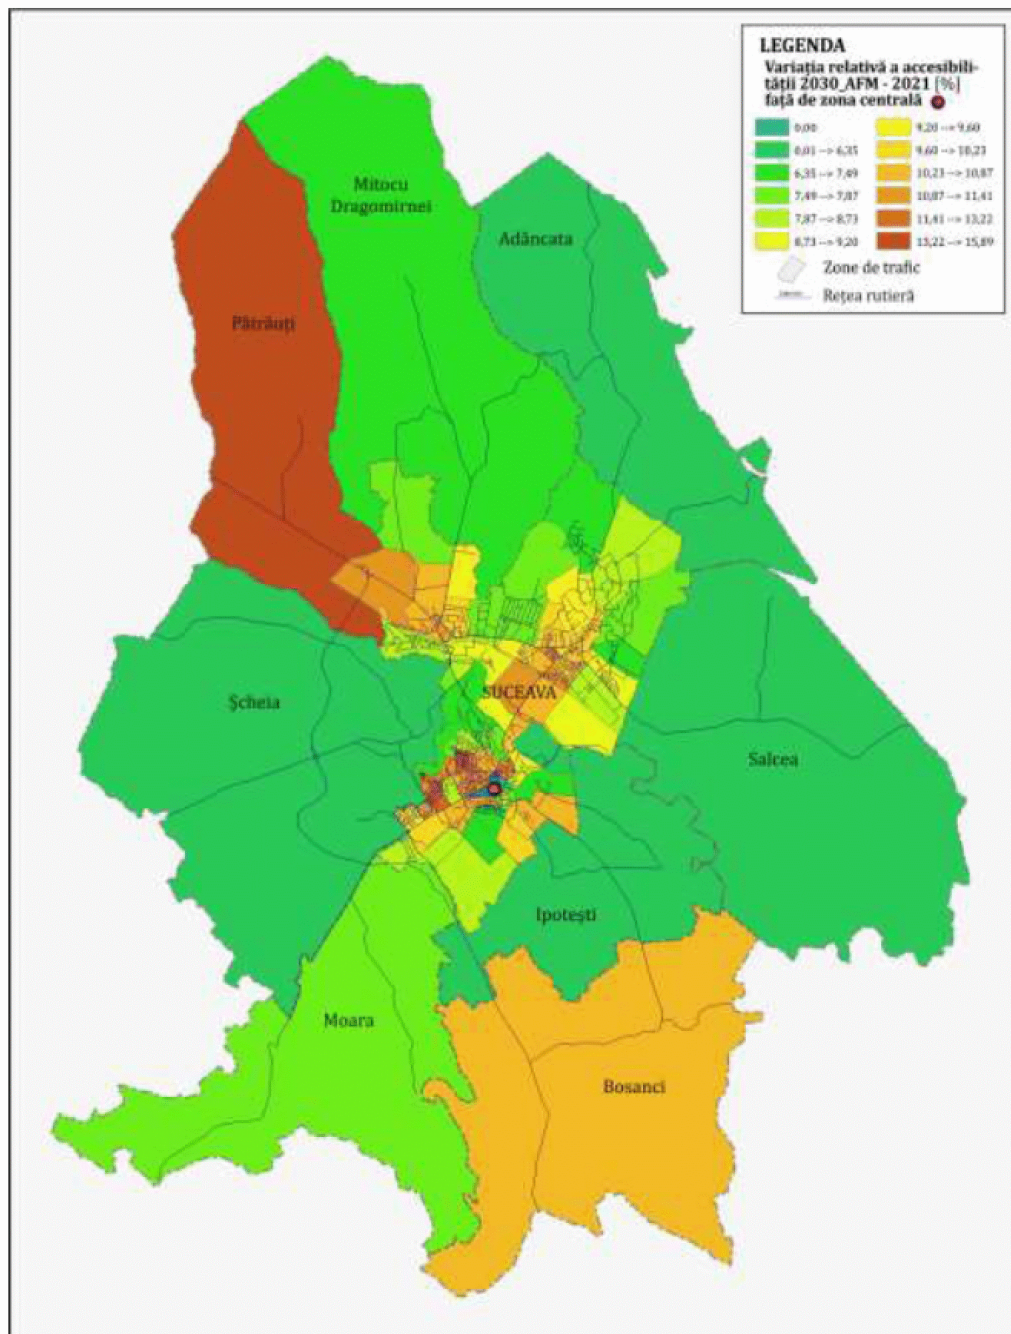 LEGENDA
Variația relativă a accesibili-
tății 2030_AFM - 2021 [%]
față de zona centrală
0,00
0,01 --> 6,35
6,35 --> 7,49
7,49 --> 7,87
7,87 --> 8,73
8,73 --> 9,20
9,20 --> 9,60
9,60 --> 10,23
10,23 --> 10,87
10,87 --> 11,41
11,41 --> 13,22
13,22 --> 15,89
Zone de trafic
Rețea rutieră
Mitocu
Dragomirnei
Adâncata
Pătrăuți
Șcheia
SUCEAVA
Salcea
Ipotești
Moara
Bosanci